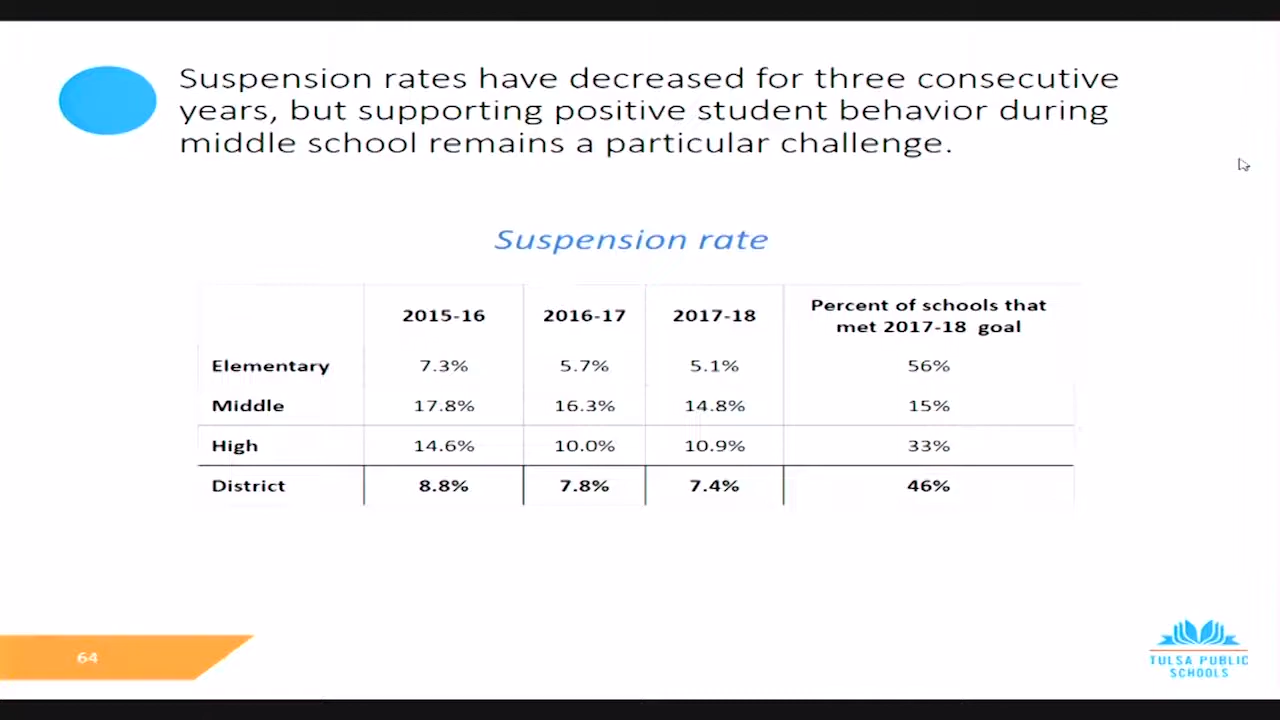 Suspension rates have decreased for three consecutive
years, but supporting positive student behavior during
middle school remains a particular challenge.
Suspension rate
2015-16 2016-17 2017-18 Percent of schools that
met 2017-18 goal
Elementary 7.3% 5.7% 5.1% 56%
Middle 17.8% 16.3% 14.8% 15%
High 14.6% 10.0% 10.9% 33%
District 8.8% 7.8% 7.4% 46%
64
TULSA PUBLIC
SCHOOLS